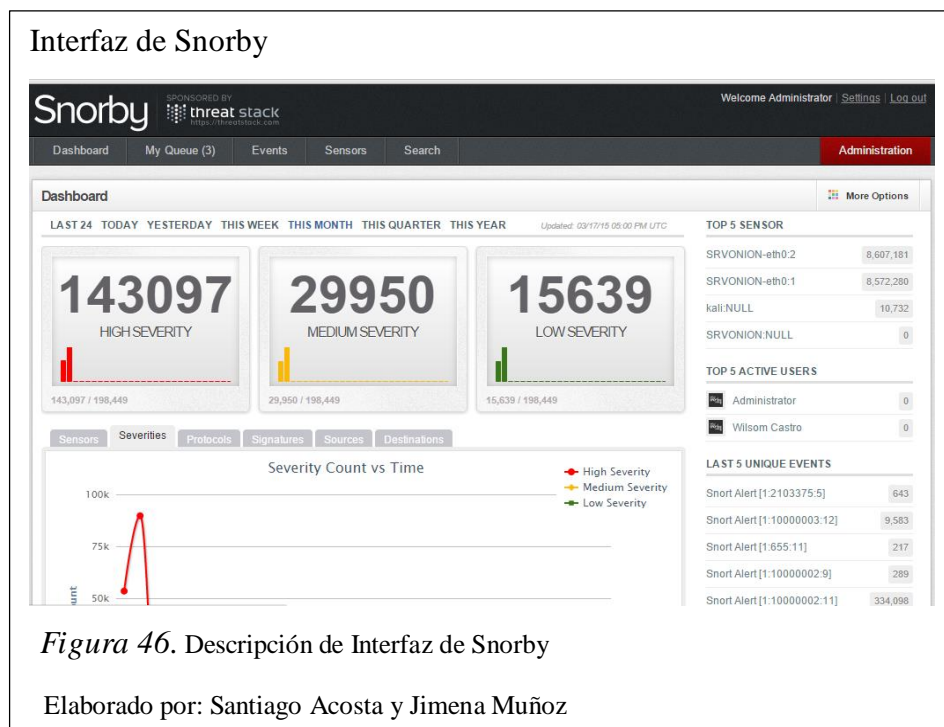 Interfaz de Snorby
Snorby
SPONSORED BY
threat stack
https://threatstack.com
Welcome Administrator | Settings | Log out
Dashboard My Queue (3) Events Sensors Search Administration
Dashboard
More Options
LAST 24 TODAY YESTERDAY THIS WEEK THIS MONTH THIS QUARTER THIS YEAR Updated: 03/17/15 05:00 PM UTC
143097
HIGH SEVERITY
143,097 / 198,449
29950
MEDIUM SEVERITY
29,950 / 198,449
15639
LOW SEVERITY
15,639 / 198,449
Sensors Severities Protocols Signatures Sources Destinations
Severity Count vs Time
High Severity
Medium Severity
Low Severity
100k
75k
50k
TOP 5 SENSOR
SRVONION-eth0:2 8,607,181
SRVONION-eth0:1 8,572,280
kali:NULL 10,732
SRVONION:NULL 0
TOP 5 ACTIVE USERS
Administrator 0
Wilsom Castro 0
LAST 5 UNIQUE EVENTS
Snort Alert [1:2103375:5] 643
Snort Alert [1:10000003:12] 9,583
Snort Alert [1:655:11] 217
Snort Alert [1:10000002:9] 289
Snort Alert [1:10000002:11] 334,098
Figura 46. Descripción de Interfaz de Snorby
Elaborado por: Santiago Acosta y Jimena Muñoz